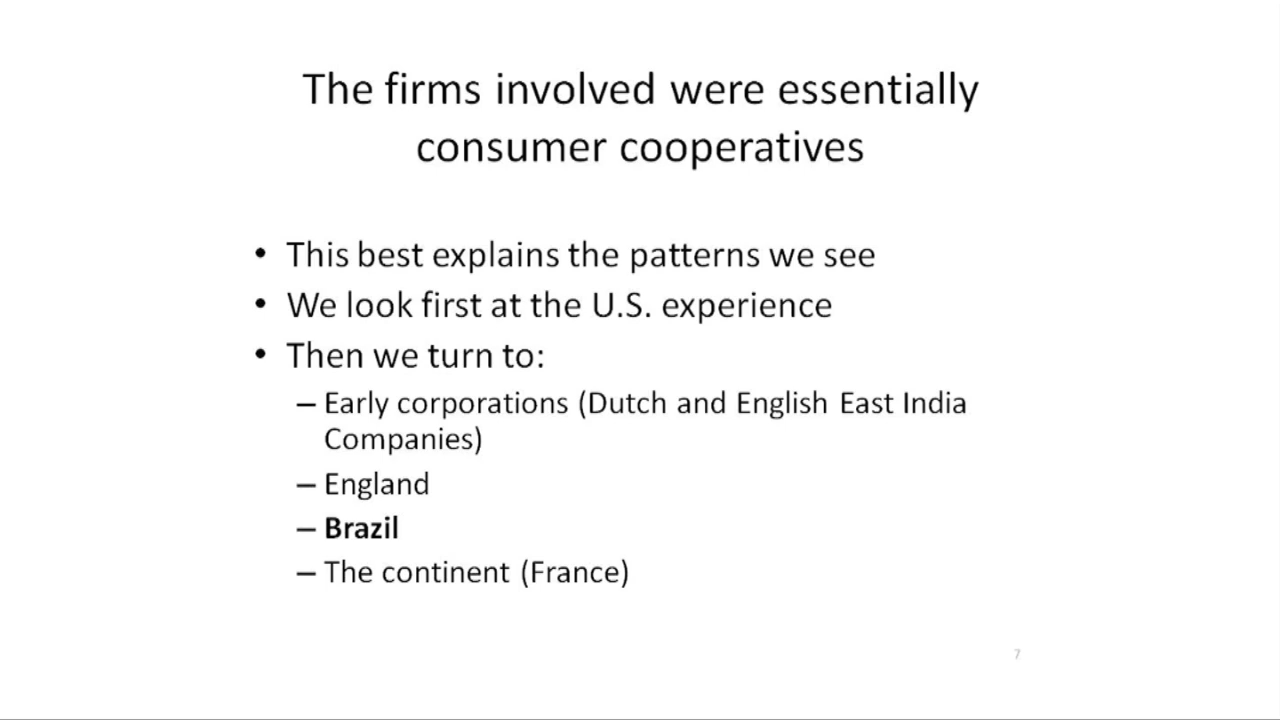 The firms involved were essentially
consumer cooperatives
• This best explains the patterns we see
• We look first at the U.S. experience
• Then we turn to:
– Early corporations (Dutch and English East India
Companies)
– England
– Brazil
– The continent (France)
7